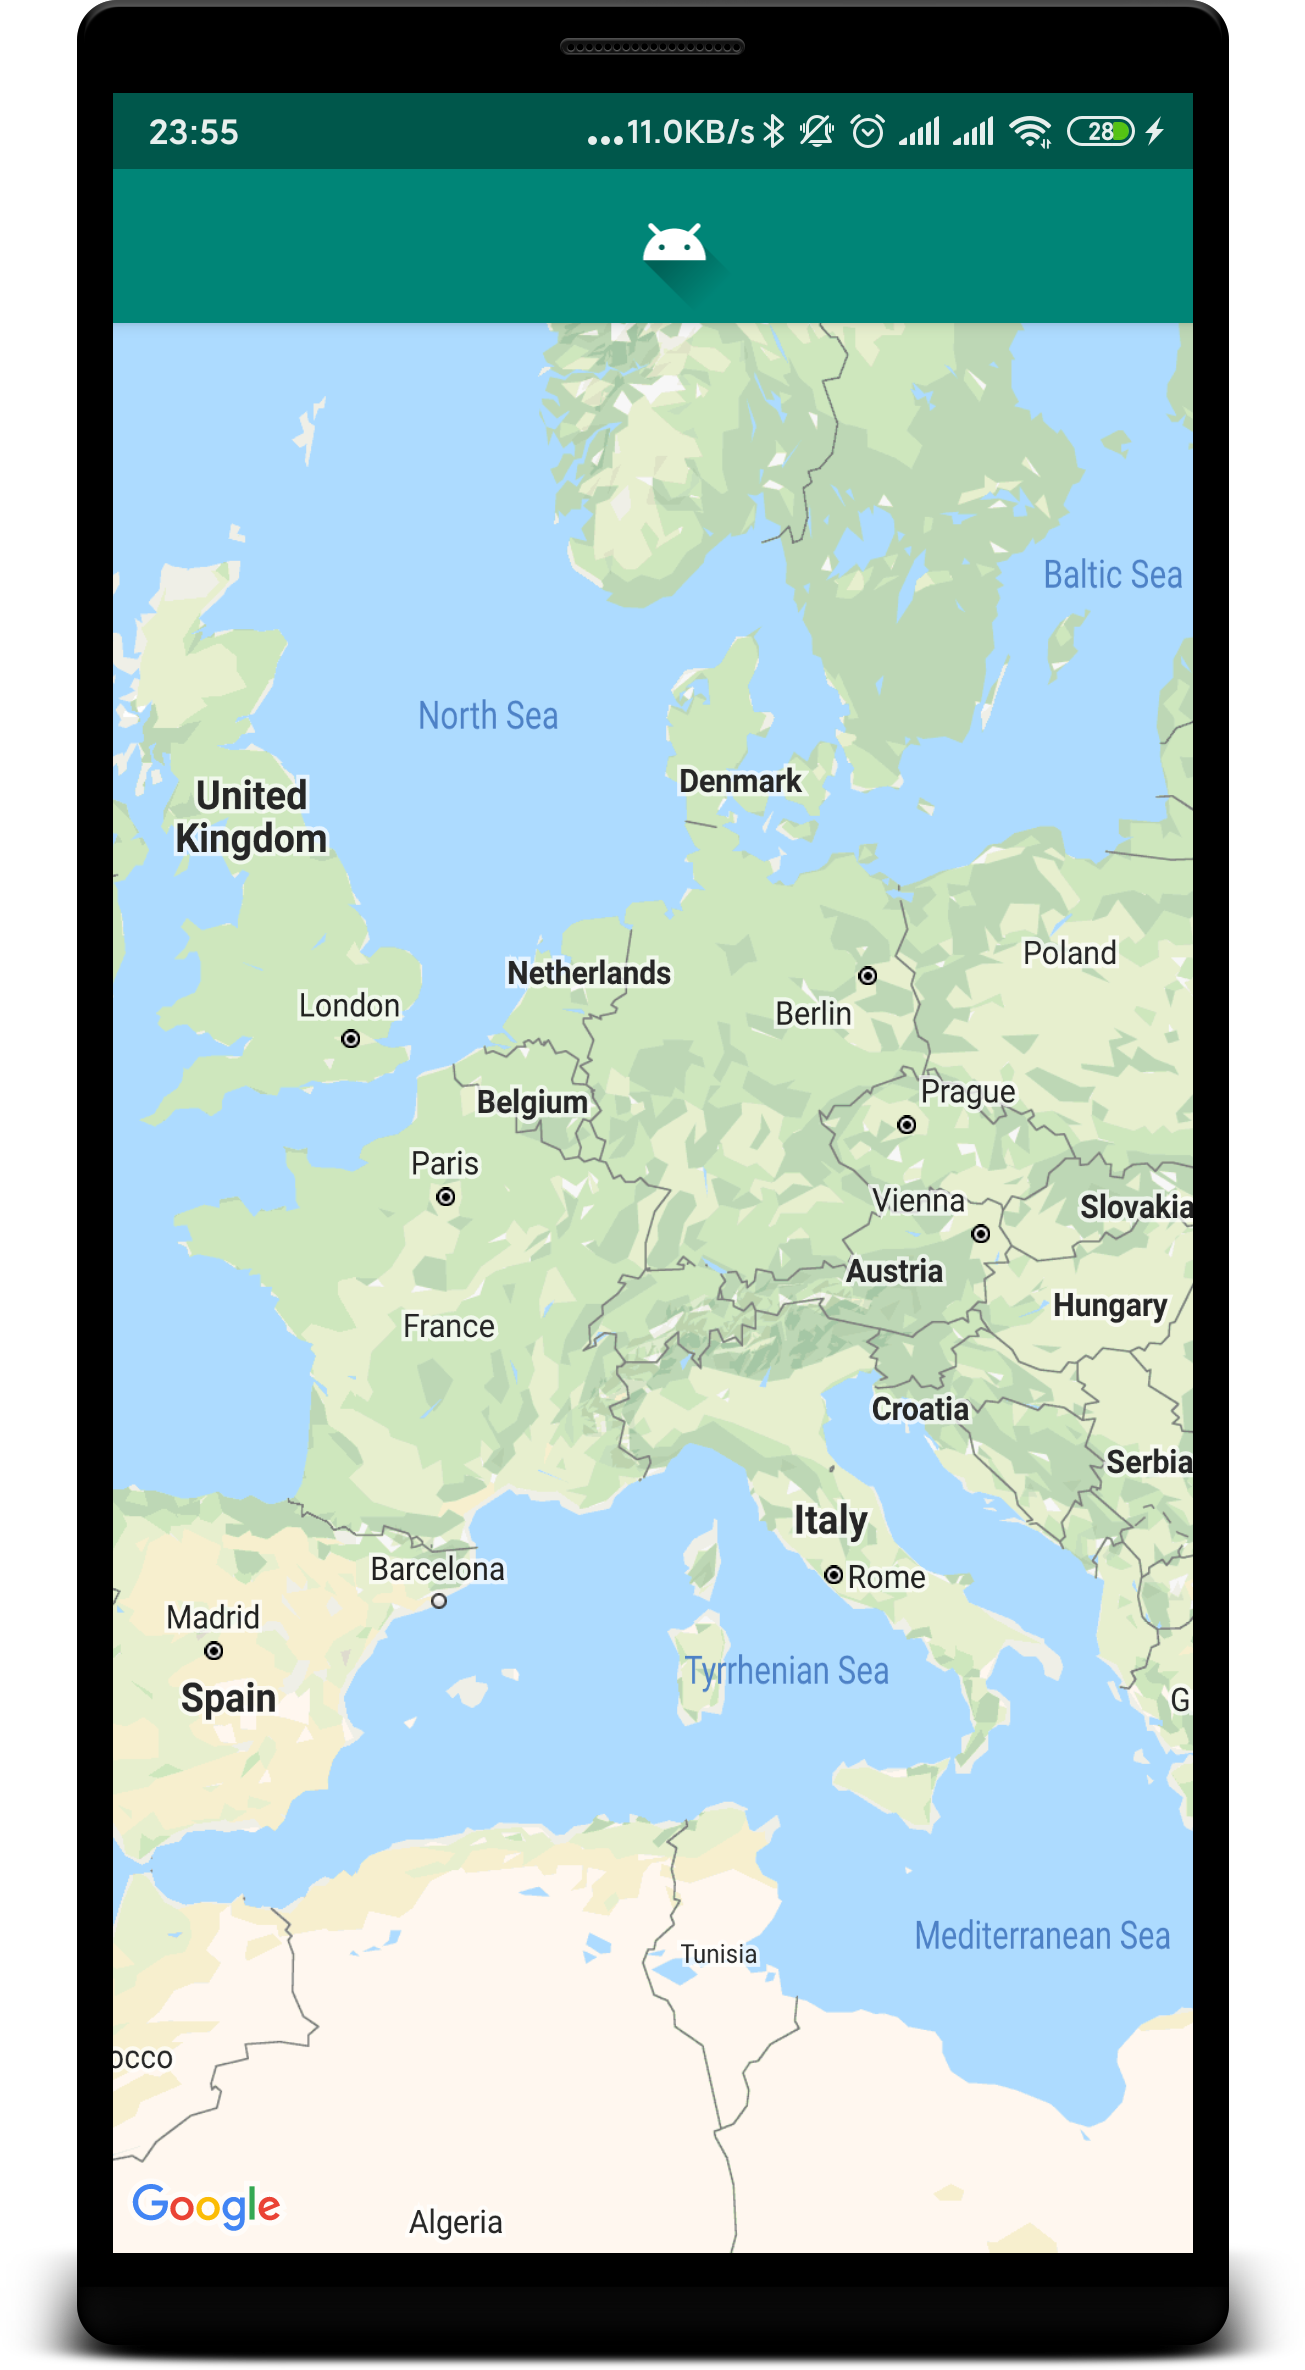 23:55
...11.0KB/s
28
Baltic Sea
North Sea
Denmark
United
Kingdom
Poland
Netherlands
London
Berlin
Prague
Belgium
Paris
Vienna
Slovakia
Austria
Hungary
France
Croatia
Serbia
Italy
Barcelona
Rome
Madrid
Tyrrhenian Sea
Spain
G
Mediterranean Sea
Tunisia
occo
Google
Algeria